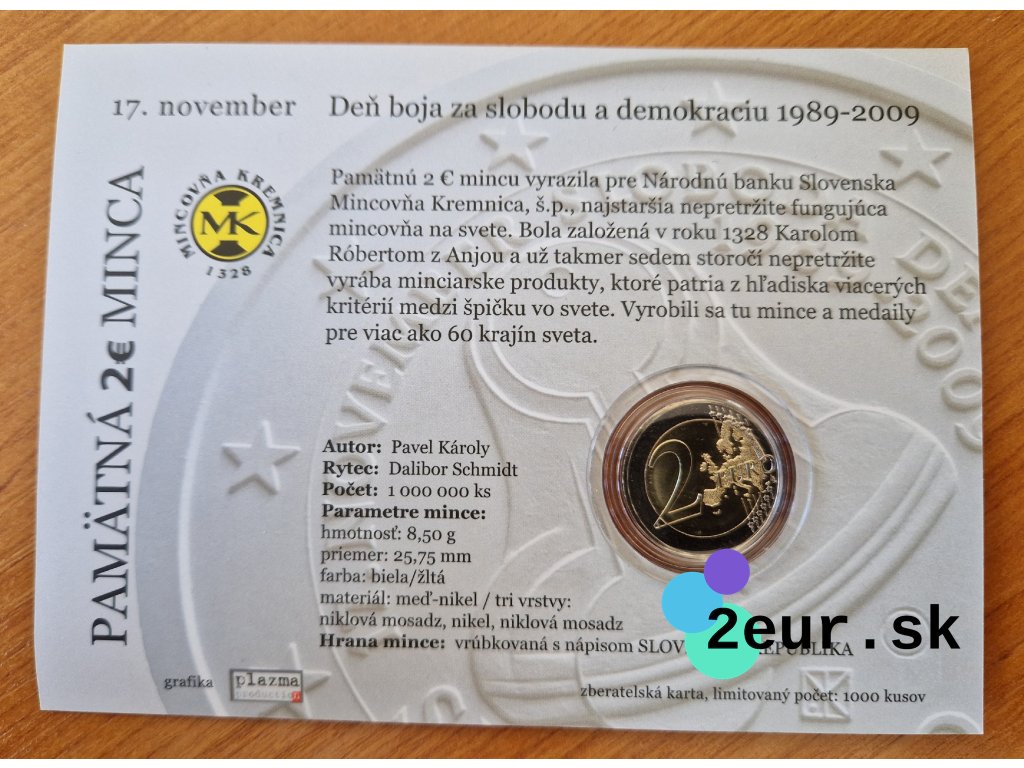 17. november Deň boja za slobodu a demokraciu 1989-2009
PAMÄTNÁ 2€ MINCA
MINCOVŇA KREMNICA
MK
1328
Pamätnú 2 € mincu vyrazila pre Národnú banku Slovenska
Mincovňa Kremnica, š.p., najstaršia nepretržite fungujúca
mincovňa na svete. Bola založená v roku 1328 Karolom
Róbertom z Anjou a už takmer sedem storočí nepretržite
vyrába minciarske produkty, ktoré patria z hľadiska viacerých
kritérií medzi špičku vo svete. Vyrobili sa tu mince a medaily
pre viac ako 60 krajín sveta.
Autor: Pavel Károly
Rytec: Dalibor Schmidt
Počet: 1 000 000 ks
Parametre mince:
hmotnosť: 8,50 g
priemer: 25,75 mm
farba: biela/žltá
materiál: meď-nikel / tri vrstvy:
niklová mosadz, nikel, niklová mosadz
Hrana mince: vrúbkovaná s nápisom
2 EURO
2eur.sk
grafika plazma
production
zberatelská karta, limitovaný počet: 1000 kusov